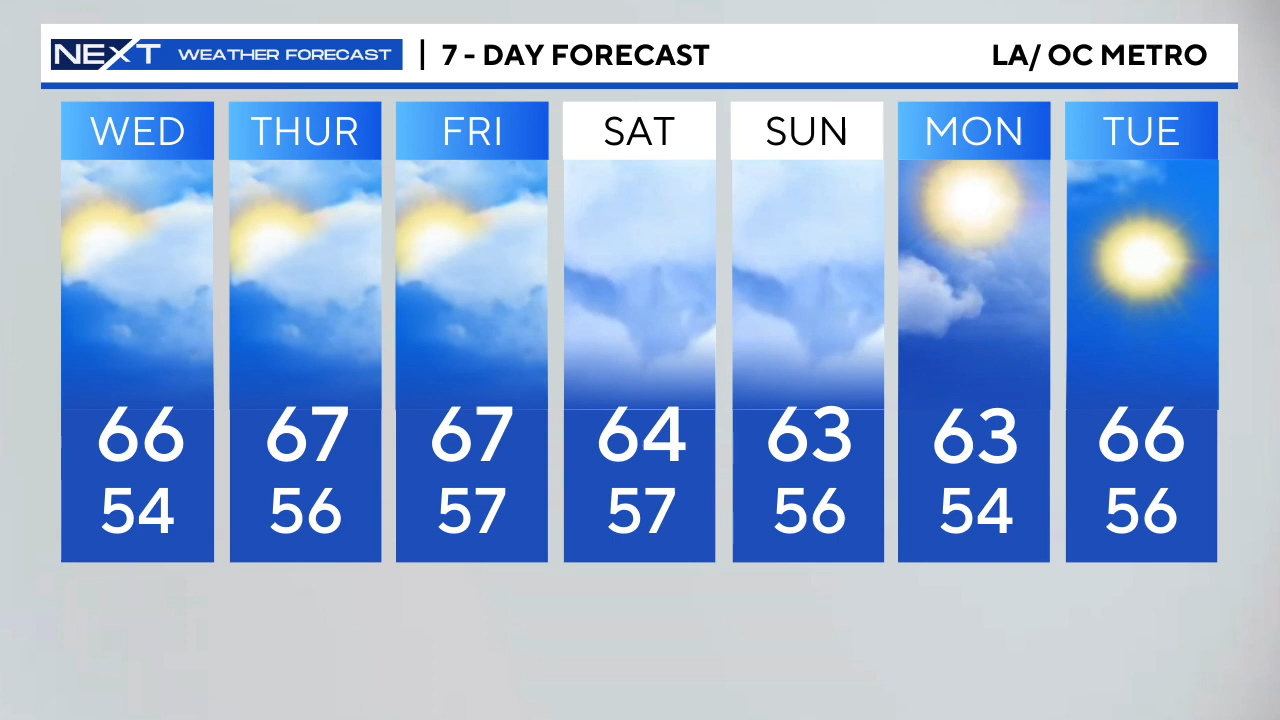 NEXT WEATHER FORECAST | 7 - DAY FORECAST LA/ OC METRO
WED THUR FRI SAT SUN MON TUE
66 67 67 64 63 63 66
54 56 57 57 56 54 56